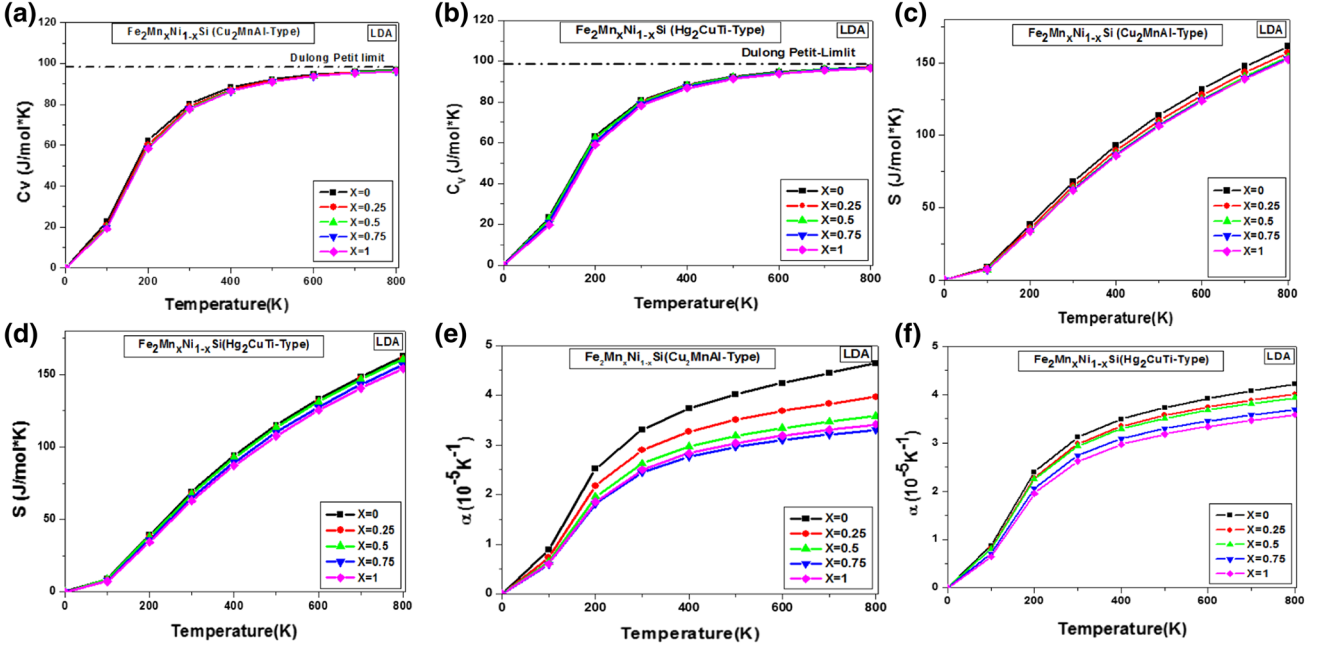 (a)
Fe2MnxNi1-xSi (Cu2MnAl-Type)
LDA
Dulong Petit limit
120
100
80
60
40
20
0
Cv (J/mol*K)
X=0
X=0.25
X=0.5
X=0.75
X=1
0 200 400 600 800
Temperature(K)
(b)
Fe2MnxNi1-xSi (Hg2CuTi-Type)
LDA
Dulong Petit-Limlit
120
100
80
60
40
20
0
Cv (J/mol*K)
X=0
X=0.25
X=0.5
X=0.75
X=1
0 200 400 600 800
Temperature(K)
(c)
Fe2MnxNi1-xSi (Cu2MnAl-Type)
LDA
150
100
50
0
S (J/mol*K)
X=0
X=0.25
X=0.5
X=0.75
X=1
0 200 400 600 800
Temperature(K)
(d)
Fe2MnxNi1-xSi(Hg2CuTi-Type)
LDA
150
100
50
0
S (J/mol*K)
X=0
X=0.25
X=0.5
X=0.75
X=1
0 200 400 600 800
Temperature(K)
(e)
Fe2MnxNi1-xSi(Cu2MnAl-Type)
LDA
5
4
3
2
1
0
α (10-5K-1)
X=0
X=0.25
X=0.5
X=0.75
X=1
0 200 400 600 800
Temperature(K)
(f)
Fe2MnxNi1-xSi(Hg2CuTi-Type)
LDA
5
4
3
2
1
0
α (10-5K-1)
X=0
X=0.25
X=0.5
X=0.75
X=1
0 200 400 600 800
Temperature(K)